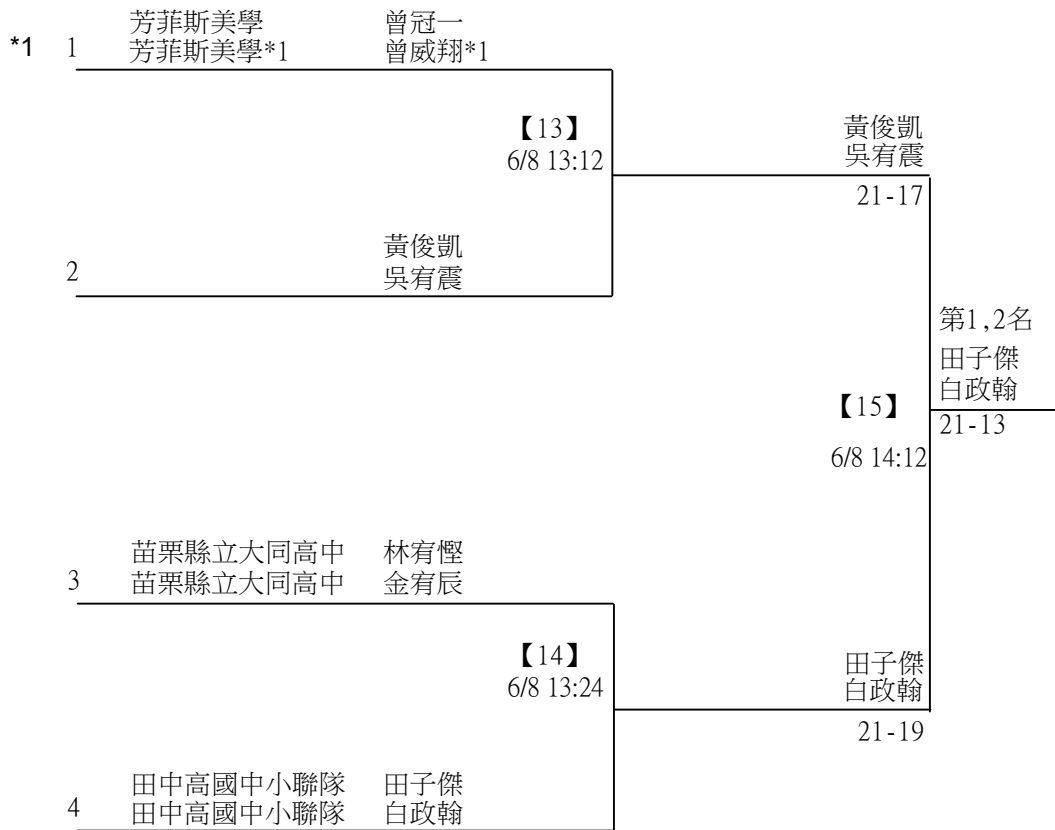 芳菲斯美學 曾冠一
*1 1 芳菲斯美學*1 曾威翔*1
【13】
6/8 13:12
黃俊凱
吳宥震
21-17
黃俊凱
2 吳宥震
第1,2名
田子傑
白政翰
【15】
21-13
6/8 14:12
苗栗縣立大同高中 林宥慳
3 苗栗縣立大同高中 金宥辰
【14】
6/8 13:24
田子傑
白政翰
21-19
田中高國中小聯隊 田子傑
4 田中高國中小聯隊 白政翰